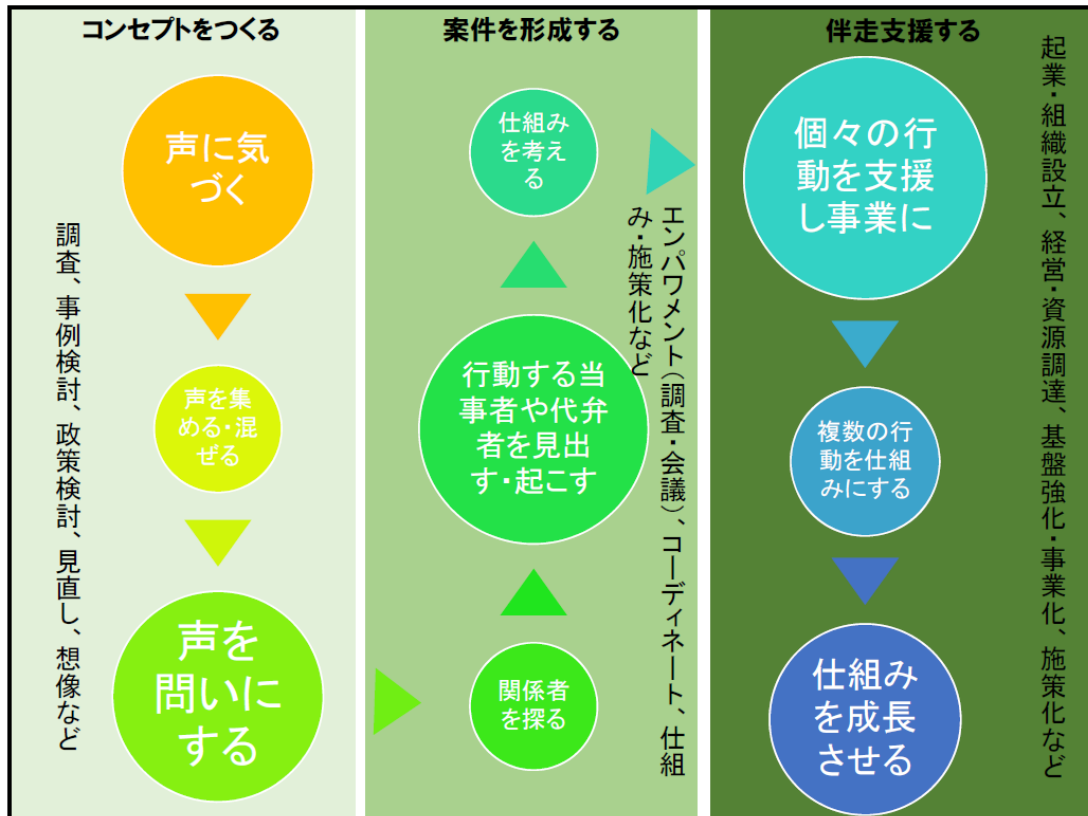 コンセプトをつくる
声に気
づく
声を集
める・混
ぜる
声を
問いに
する
調査、事例検討、政策検討、見直し、想像など
案件を形成する
仕組み
を考え
る
行動する当
事者や代弁
者を見出
す・起こす
関係者
を探る
エンパワメント(調査・会議)、コーディネート、仕組
み・施策化など
伴走支援する
個々の行
動を支援
し事業に
複数の行
動を仕組
みにする
仕組み
を成長
させる
起業・組織設立、経営・資源調達、基盤強化・事業化、施策化など